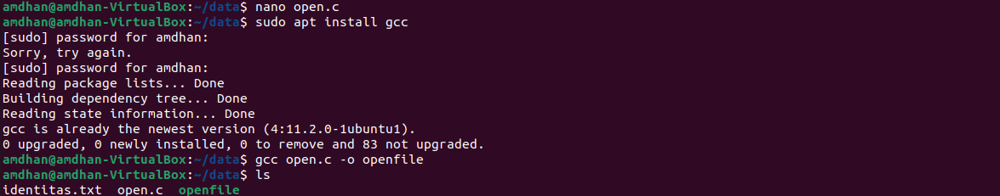 amdhan@amdhan-VirtualBox:~/data$ nano open.c
amdhan@amdhan-VirtualBox:~/data$ sudo apt install gcc
[sudo] password for amdhan:
Sorry, try again.
[sudo] password for amdhan:
Reading package lists... Done
Building dependency tree... Done
Reading state information... Done
gcc is already the newest version (4:11.2.0-1ubuntu1).
0 upgraded, 0 newly installed, 0 to remove and 83 not upgraded.
amdhan@amdhan-VirtualBox:~/data$ gcc open.c -o openfile
amdhan@amdhan-VirtualBox:~/data$ ls
identitas.txt  open.c  openfile